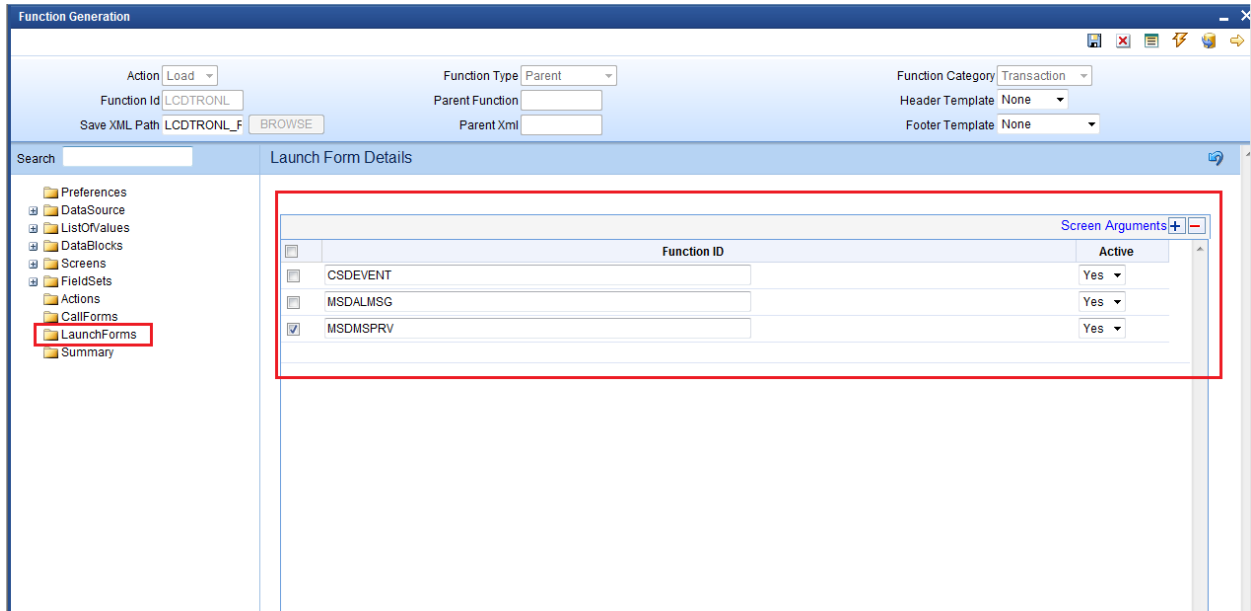 Function Generation
Action Load Function Type Parent Function Category Transaction
Function Id LCDTRONL Parent Function Header Template None
Save XML Path LCDTRONL_F BROWSE Parent Xml Footer Template None
Search Launch Form Details
Preferences
DataSource
ListOfValues
DataBlocks
Screens
FieldSets
Actions
CallForms
LaunchForms
Summary
Screen Arguments
Function ID Active
CSDEVENT Yes
MSDALMSG Yes
MSDMSPRV Yes